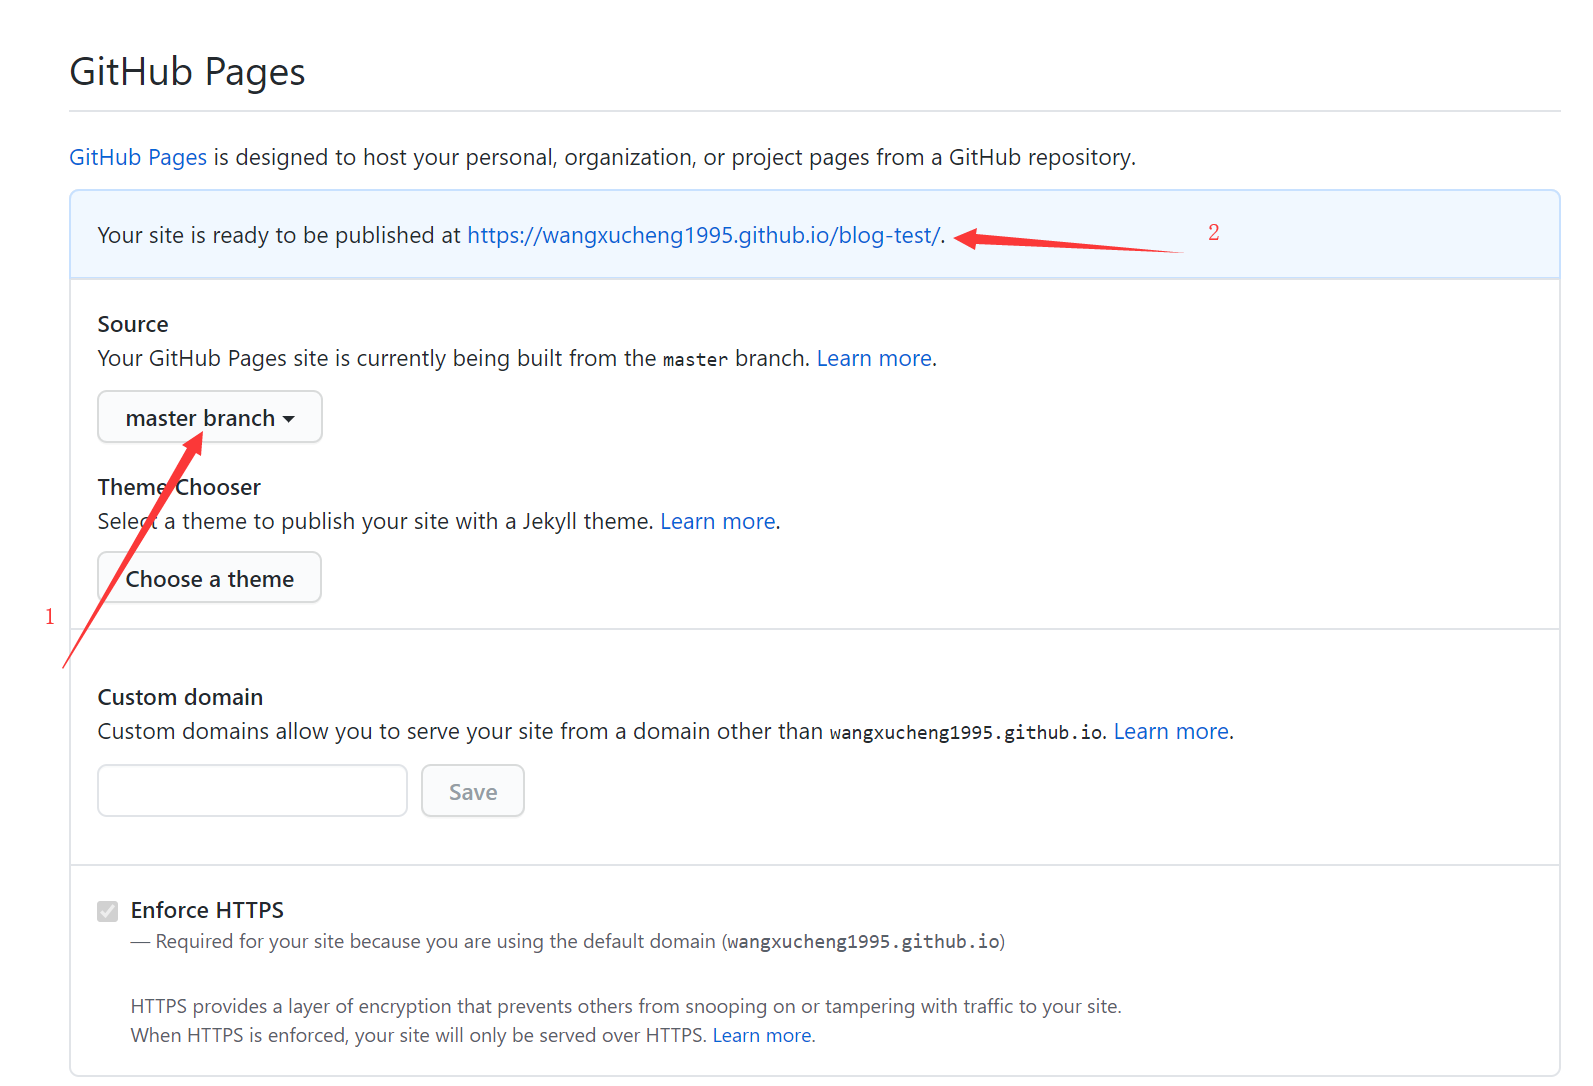 GitHub Pages
GitHub Pages is designed to host your personal, organization, or project pages from a GitHub repository.
Your site is ready to be published at https://wangxucheng1995.github.io/blog-test/.
2
Source
Your GitHub Pages site is currently being built from the master branch. Learn more.
master branch
Theme Chooser
Select a theme to publish your site with a Jekyll theme. Learn more.
Choose a theme
1
Custom domain
Custom domains allow you to serve your site from a domain other than wangxucheng1995.github.io. Learn more.
Save
Enforce HTTPS
— Required for your site because you are using the default domain (wangxucheng1995.github.io)
HTTPS provides a layer of encryption that prevents others from snooping on or tampering with traffic to your site.
When HTTPS is enforced, your site will only be served over HTTPS. Learn more.